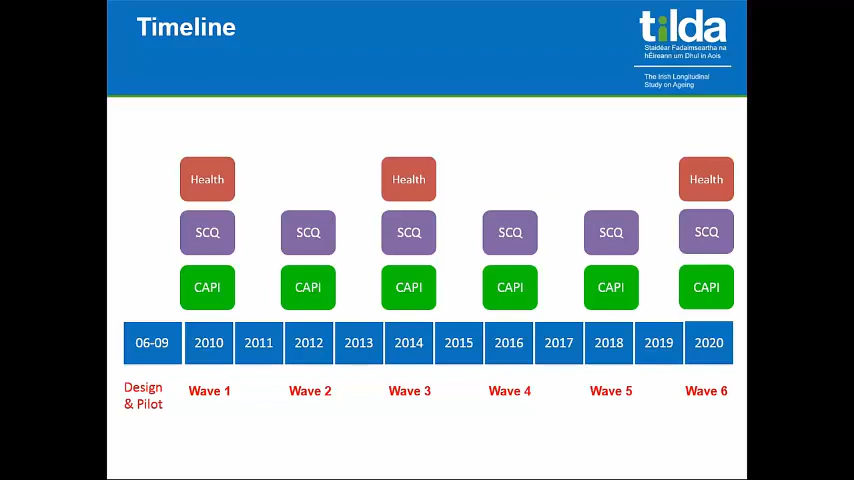 Timeline
tilda
Staidéar Fadaimseartha na
hÉireann um Dhul in Aois
The Irish Longitudinal
Study on Ageing
Health Health Health
SCQ SCQ SCQ SCQ SCQ SCQ
CAPI CAPI CAPI CAPI CAPI CAPI
06-09 2010 2011 2012 2013 2014 2015 2016 2017 2018 2019 2020
Design
& Pilot
Wave 1 Wave 2 Wave 3 Wave 4 Wave 5 Wave 6